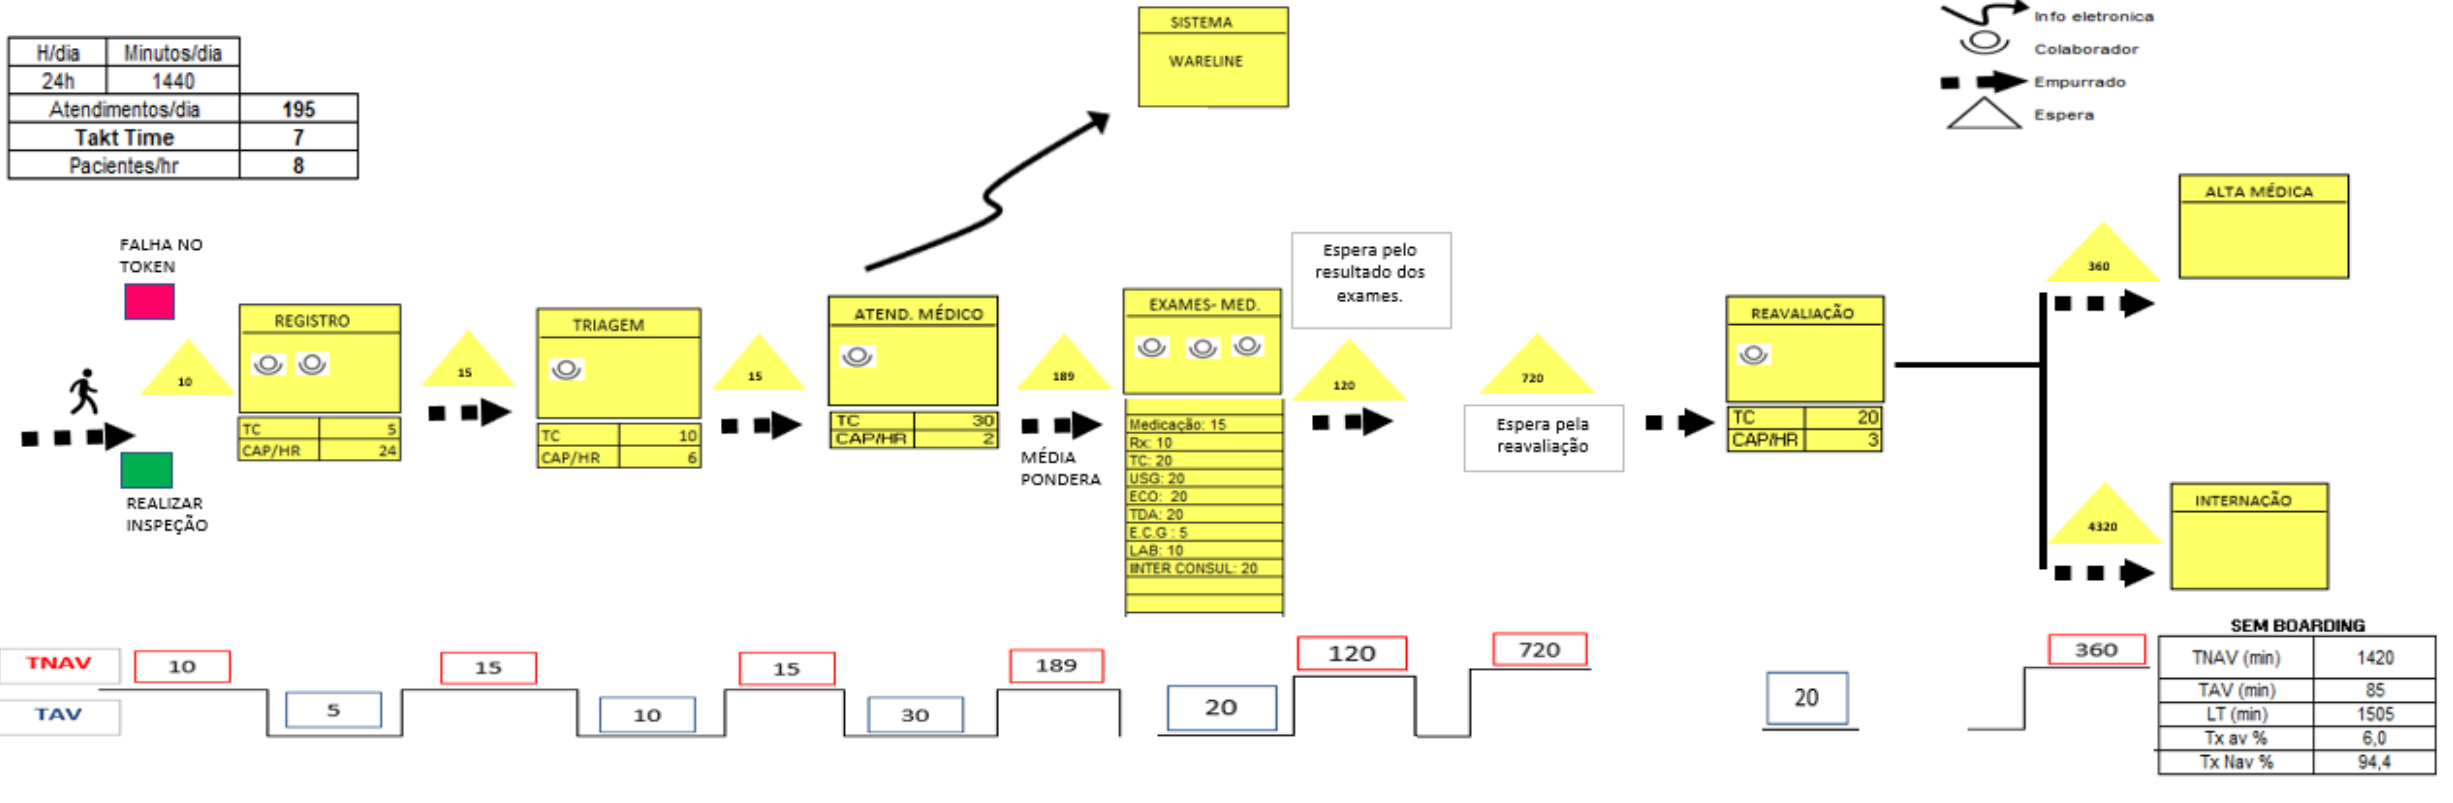 SISTEMA
WARELINE
Info eletronica
Colaborador
Empurrado
Espera
H/dia Minutos/dia
24h 1440
Atendimentos/dia 195
Takt Time 7
Pacientes/hr 8
FALHA NO
TOKEN
REALIZAR
INSPEÇÃO
10
REGISTRO
TC 5
CAP/HR 24
15
TRIAGEM
TC 10
CAP/HR 6
15
ATEND. MÉDICO
TC 30
CAP/HR 2
189
MÉDIA
PONDERA
EXAMES- MED.
Medicação: 15
Rx: 10
TC: 20
USG: 20
ECO: 20
TDA: 20
E.C.G : 5
LAB: 10
IINTER CONSUL: 20
Espera pelo
resultado dos
exames.
120
720
Espera pela
reavaliação
REAVALIAÇÃO
TC 20
CAP/HR 3
360
ALTA MÉDICA
4320
INTERNAÇÃO
TNAV 10 15 15 189 120 720 360
TAV 5 10 30 20 20
SEM BOARDING
TNAV (min) 1420
TAV (min) 85
LT (min) 1505
Tx av % 6,0
Tx Nav % 94,4